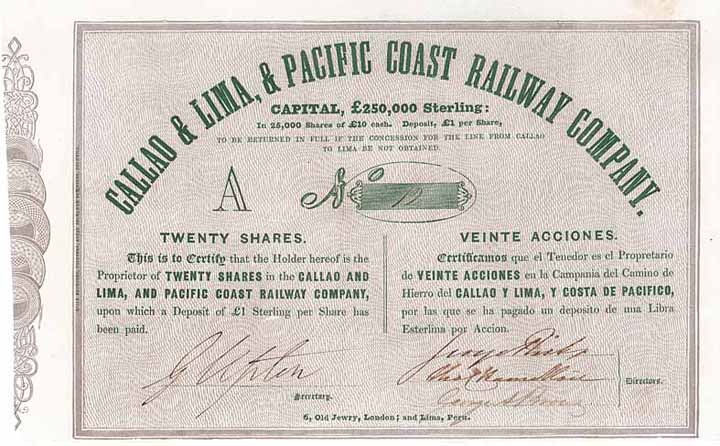 CALLAO & LIMA, & PACIFIC COAST RAILWAY COMPANY.
CAPITAL, £250,000 Sterling:
In 25,000 Shares of £10 cash. Deposit, £1 per Share,
TO BE RETURNED IN FULL IF THE CONCESSION FOR THE LINE FROM CALLAO
TO LIMA BE NOT OBTAINED.
A
No
TWENTY SHARES.
This is to Certify that the Holder hereof is the
Proprietor of TWENTY SHARES in the CALLAO AND
LIMA, AND PACIFIC COAST RAILWAY COMPANY,
upon which a Deposit of £1 Sterling per Share has
been paid.
VEINTE ACCIONES.
Certificamos que el Tenedor es el Propretario
de VEINTE ACCIONES en la Campania del Camino de
Hierro del CALLAO Y LIMA, Y COSTA DE PACIFICO,
por las que se ha pagado un deposito de una Libra
Esterlina por Accion.
Secretary.
Directors.
6, Old Jewry, London; and Lima, Peru.